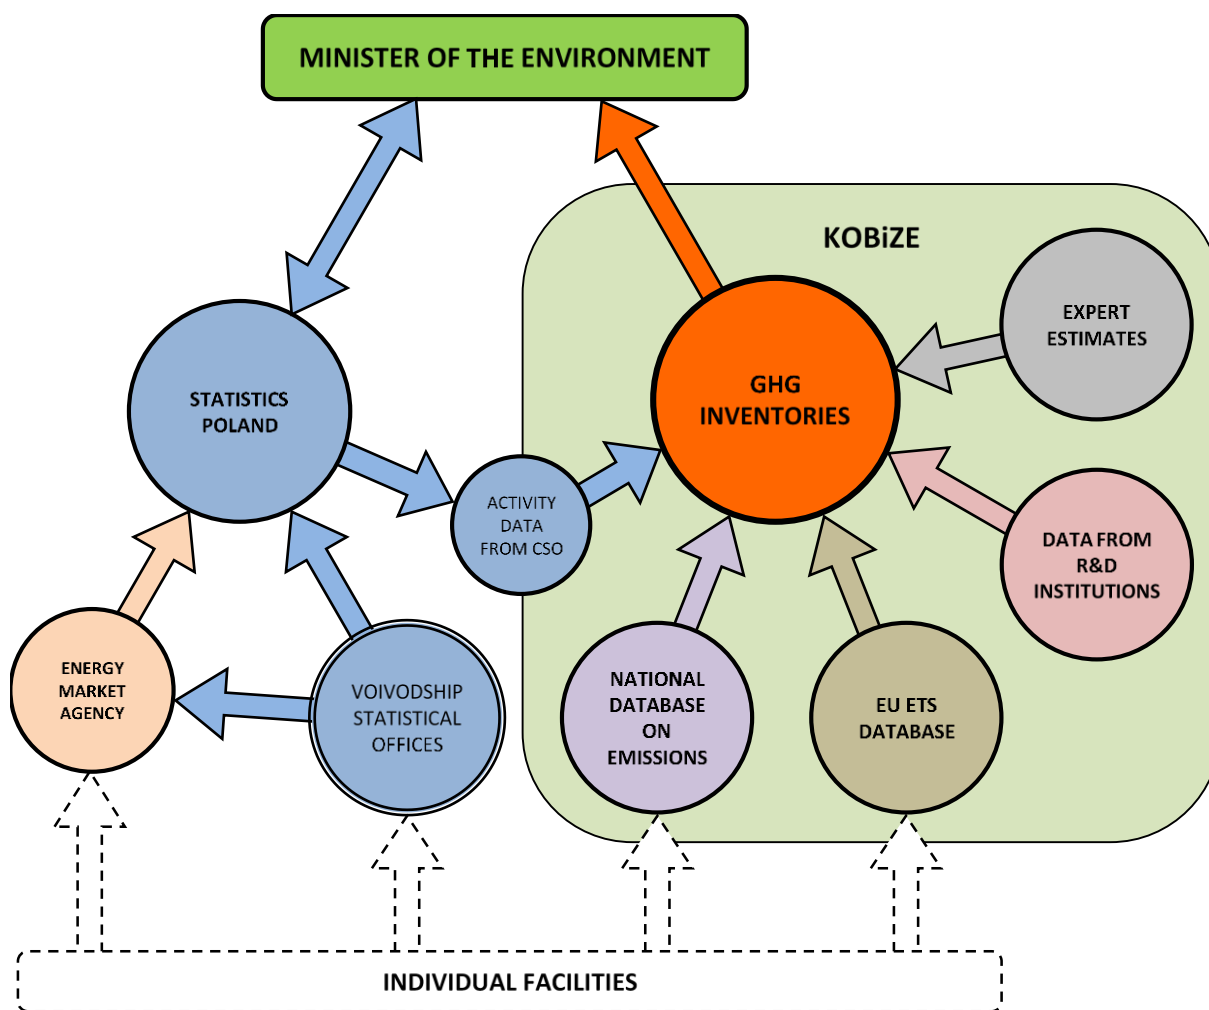 MINISTER OF THE ENVIRONMENT
KOBiZE
EXPERT
ESTIMATES
GHG
INVENTORIES
STATISTICS
POLAND
ACTIVITY
DATA
FROM CSO
DATA FROM
R&D
INSTITUTIONS
ENERGY
MARKET
AGENCY
VOIVODSHIP
STATISTICAL
OFFICES
NATIONAL
DATABASE
ON
EMISSIONS
EU ETS
DATABASE
INDIVIDUAL FACILITIES